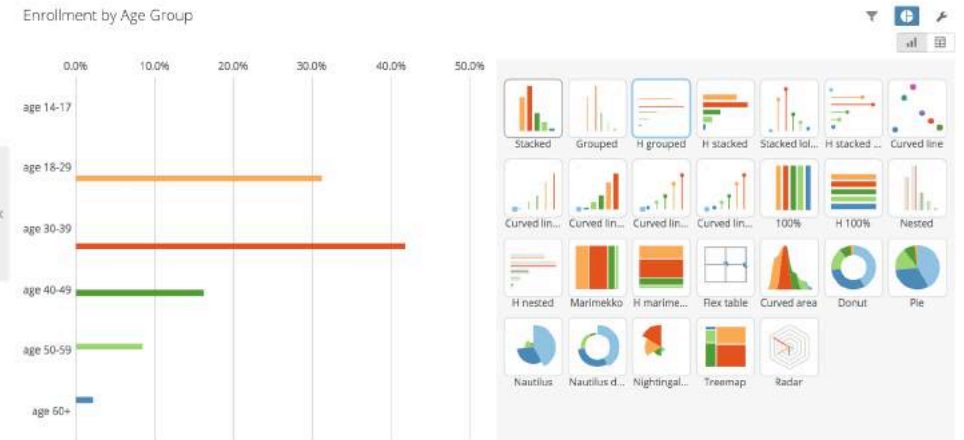 Enrollment by Age Group
0.0% 10.0% 20.0% 30.0% 40.0% 50.0%
age 14-17
age 18-29
age 30-39
age 40-49
age 50-59
age 60+
Stacked Grouped H grouped H stacked Stacked lol... H stacked ... Curved line
Curved lin... Curved lin... Curved lin... Curved lin... 100% H 100% Nested
H nested Marimekko H marime... Flex table Curved area Donut Pie
Nautilus Nautilus d... Nightingal... Treemap Radar